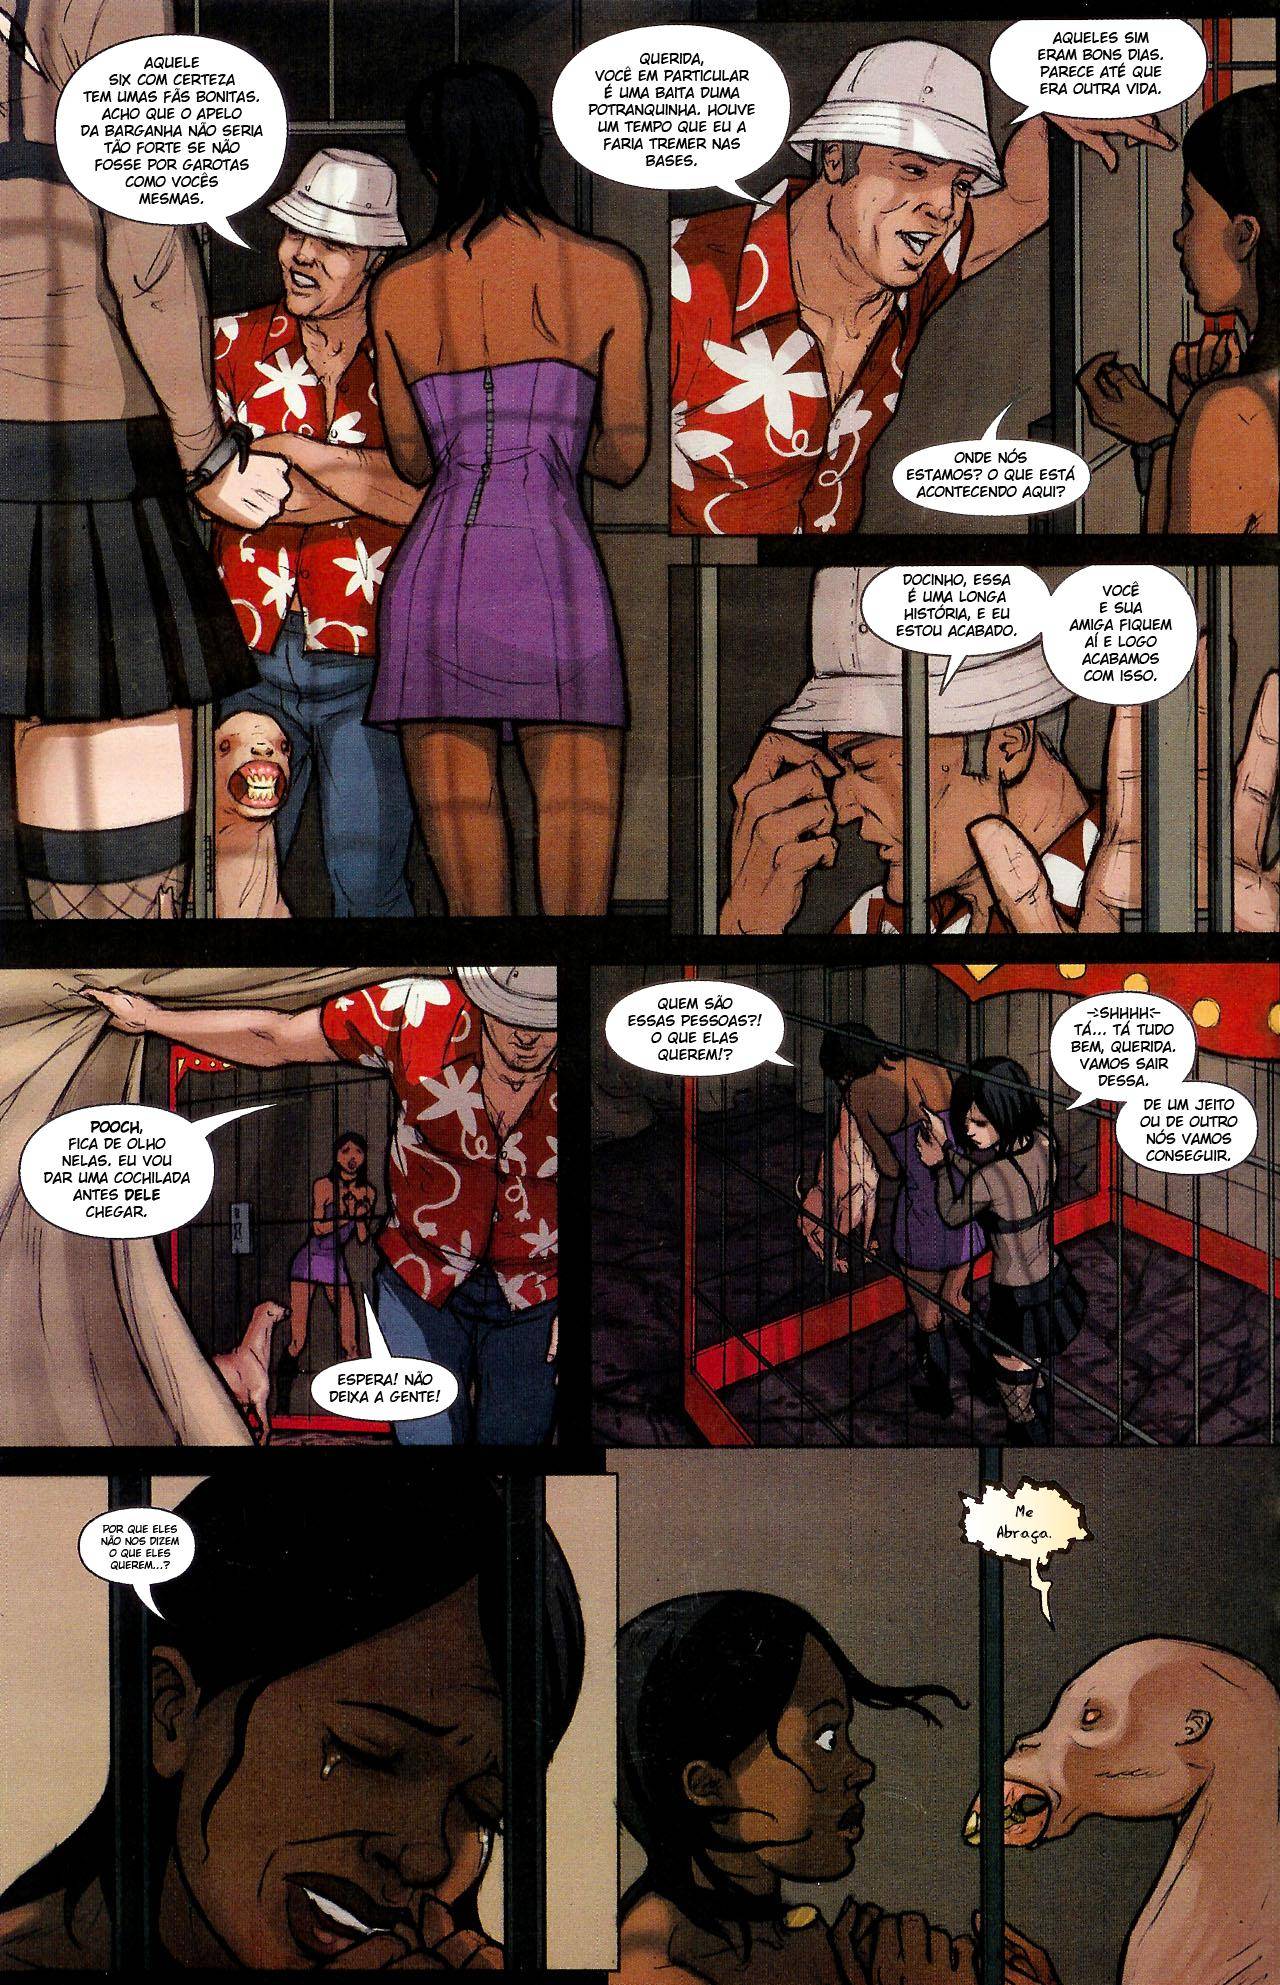 AQUELE
SIX COM CERTEZA
TEM UMAS FÃS BONITAS.
ACHO QUE O APELO
DA BARGANHA NÃO SERIA
TÃO FORTE SE NÃO
FOSSE POR GAROTAS
COMO VOCÊS
MESMAS.
QUERIDA,
VOCÊ EM PARTICULAR
É UMA BAITA DUMA
POTRANQUINHA. HOUVE
UM TEMPO QUE EU A
FARIA TREMER NAS
BASES.
AQUELES SIM
ERAM BONS DIAS.
PARECE ATÉ QUE
ERA OUTRA VIDA.
ONDE NÓS
ESTAMOS? O QUE ESTÁ
ACONTECENDO AQUI?
DOCINHO, ESSA
É UMA LONGA
HISTÓRIA, E EU
ESTOU ACABADO.
VOCÊ
E SUA
AMIGA FIQUEM
AÍ E LOGO
ACABAMOS
COM ISSO.
POOCH,
FICA DE OLHO
NELAS. EU VOU
DAR UMA COCHILADA
ANTES DELE
CHEGAR.
ESPERA! NÃO
DEIXA A GENTE!
QUEM SÃO
ESSAS PESSOAS?!
O QUE ELAS
QUEREM!?
SHHHH
TÁ... TÁ TUDO
BEM, QUERIDA.
VAMOS SAIR
DESSA.
DE UM JEITO
OU DE OUTRO
NÓS VAMOS
CONSEGUIR.
POR QUE ELES
NÃO NOS DIZEM
O QUE ELES
QUEREM...?
Me
Abraça.